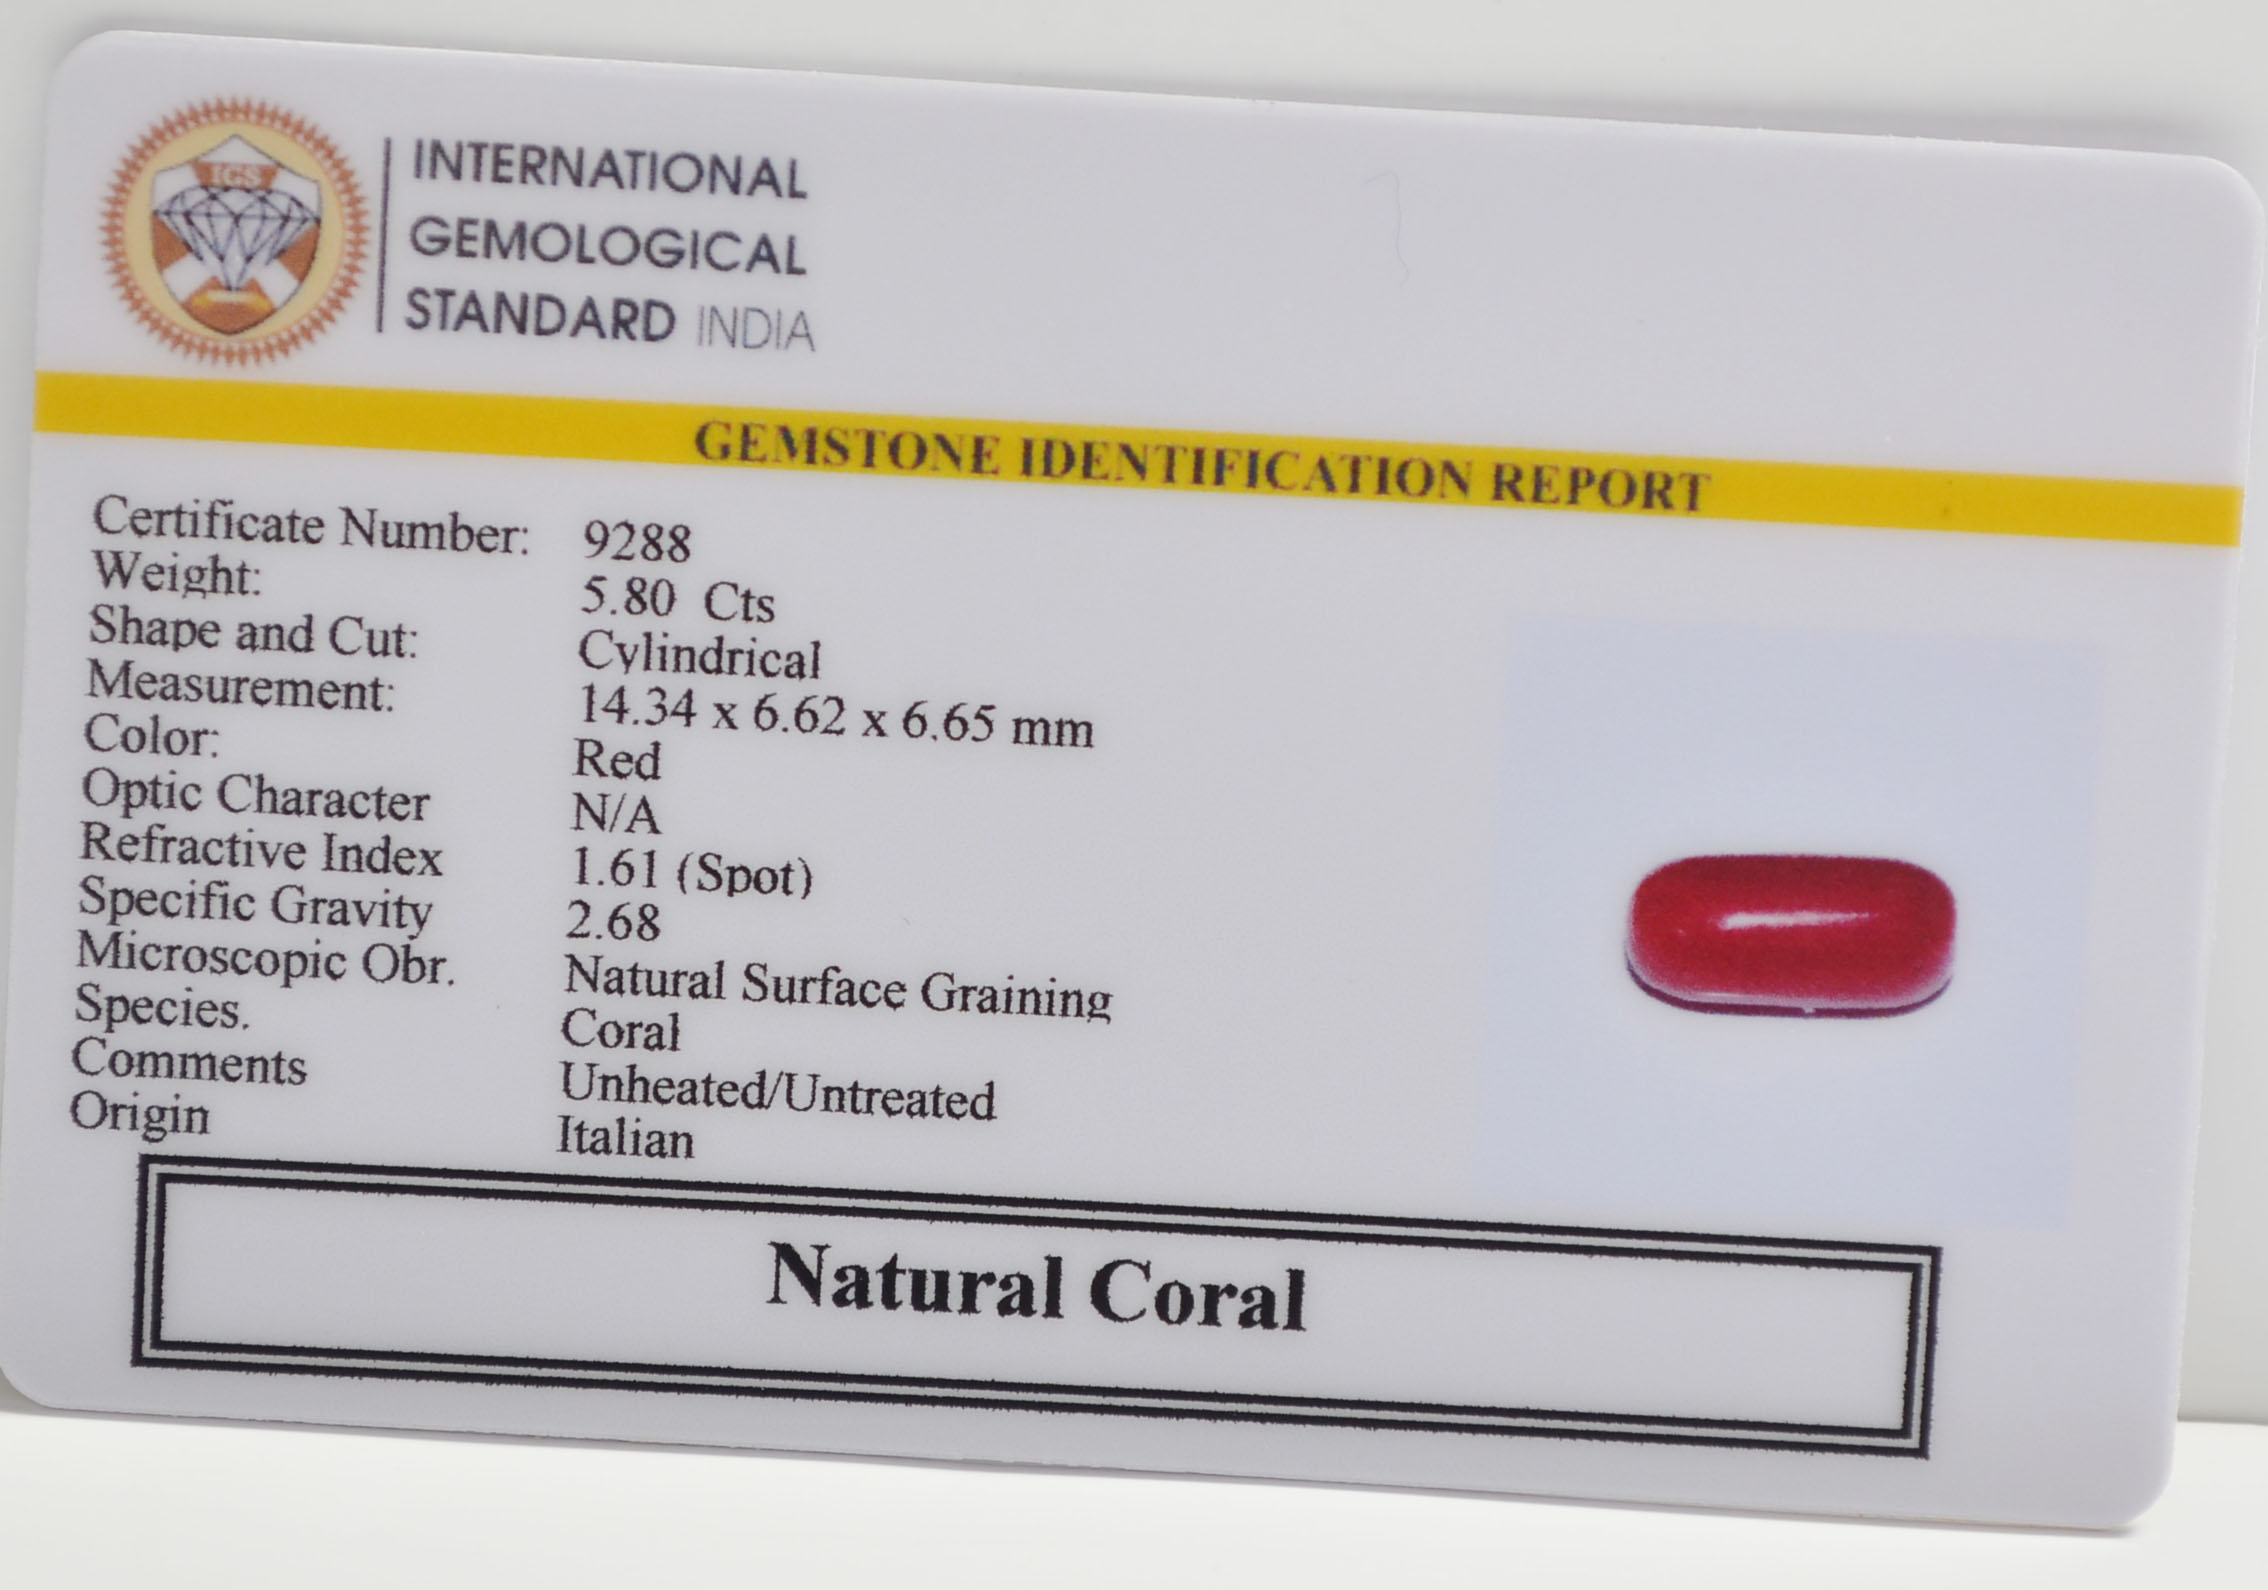 IGS
INTERNATIONAL
GEMOLOGICAL
STANDARD INDIA
GEMSTONE IDENTIFICATION REPORT
Certificate Number: 9288
Weight: 5.80 Cts
Shape and Cut: Cylindrical
Measurement: 14.34 x 6.62 x 6.65 mm
Color: Red
Optic Character N/A
Refractive Index 1.61 (Spot)
Specific Gravity 2.68
Microscopic Obr. Natural Surface Graining
Species. Coral
Comments Unheated/Untreated
Origin Italian
Natural Coral